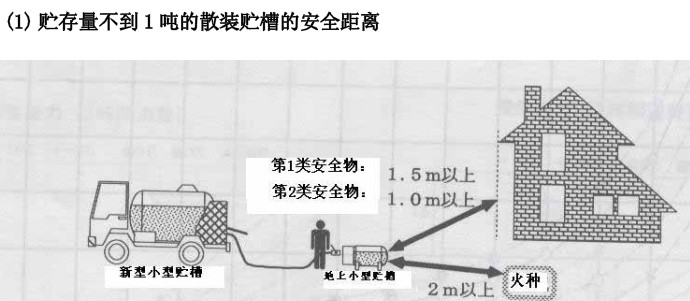 (1) 贮存量不到 1 吨的散装贮槽的安全距离
第1类安全物: 1.5m以上
第2类安全物: 1.0m以上
新型小型贮槽
地上小型贮槽
火种
2m以上